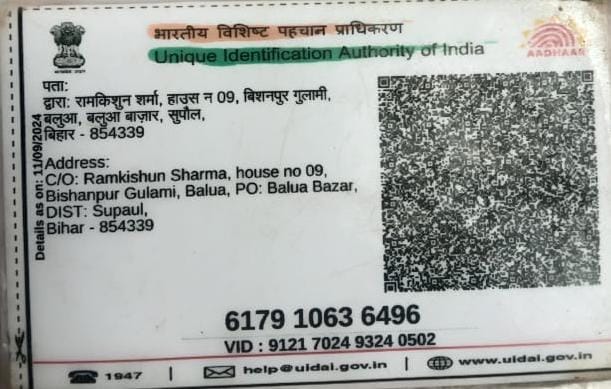 भारतीय विशिष्ट पहचान प्राधिकरण
Unique Identification Authority of India
AADHAAR
पता:
द्वारा: रामकिशुन शर्मा, हाउस न 09, बिशनपुर गुलामी,
बलुआ, बलुआ बाज़ार, सुपौल,
बिहार - 854339
Address:
C/O: Ramkishun Sharma, house no 09,
Bishanpur Gulami, Balua, PO: Balua Bazar,
DIST: Supaul,
Bihar - 854339
Details as on: 11/09/2024
6179 1063 6496
VID : 9121 7024 9324 0502
1947 | help@uidai.gov.in | www.uidai.gov.in